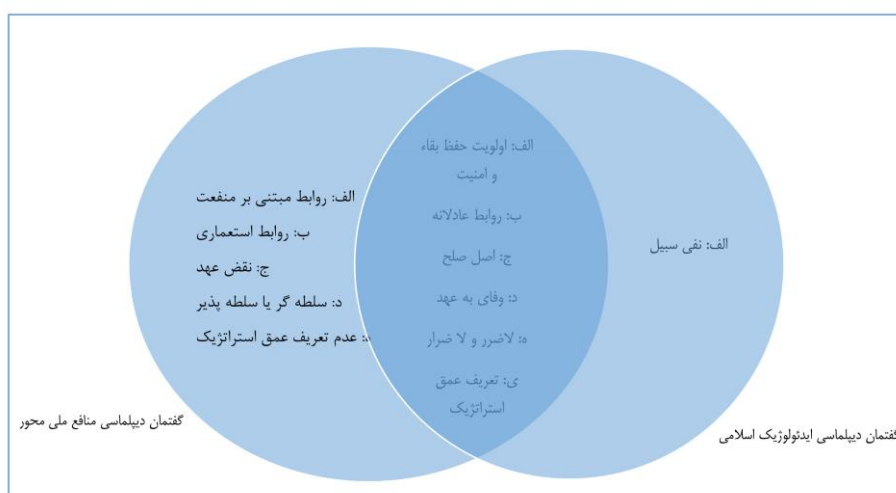 الف: نفی سبیل
گفتمان دیپلماسی ایدئولوژیک اسلامی
الف: اولویت حفظ بقاء
و امنیت
ب: روابط عادلانه
ج: اصل صلح
د: وفای به عهد
ه: لاضرر و لا ضرار
ی: تعریف عمق
استراتژیک
الف: روابط مبتنی بر منفعت
ب: روابط استعماری
ج: نقض عهد
د: سلطه گر یا سلطه پذیر
ه: عدم تعریف عمق استراتژیک
گفتمان دیپلماسی منافع ملی محور